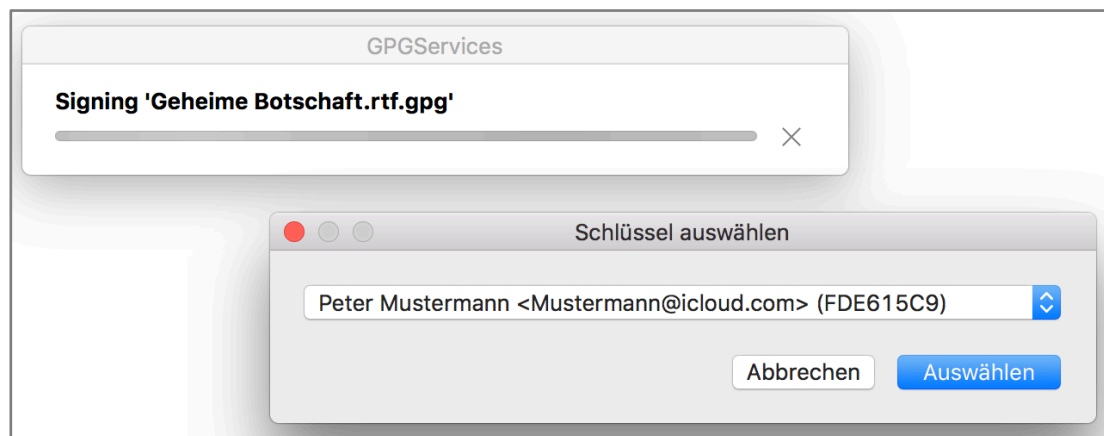 GPGServices
Signing 'Geheime Botschaft.rtf.gpg'
Schlüssel auswählen
Peter Mustermann <Mustermann@icloud.com> (FDE615C9)
Abbrechen
Auswählen